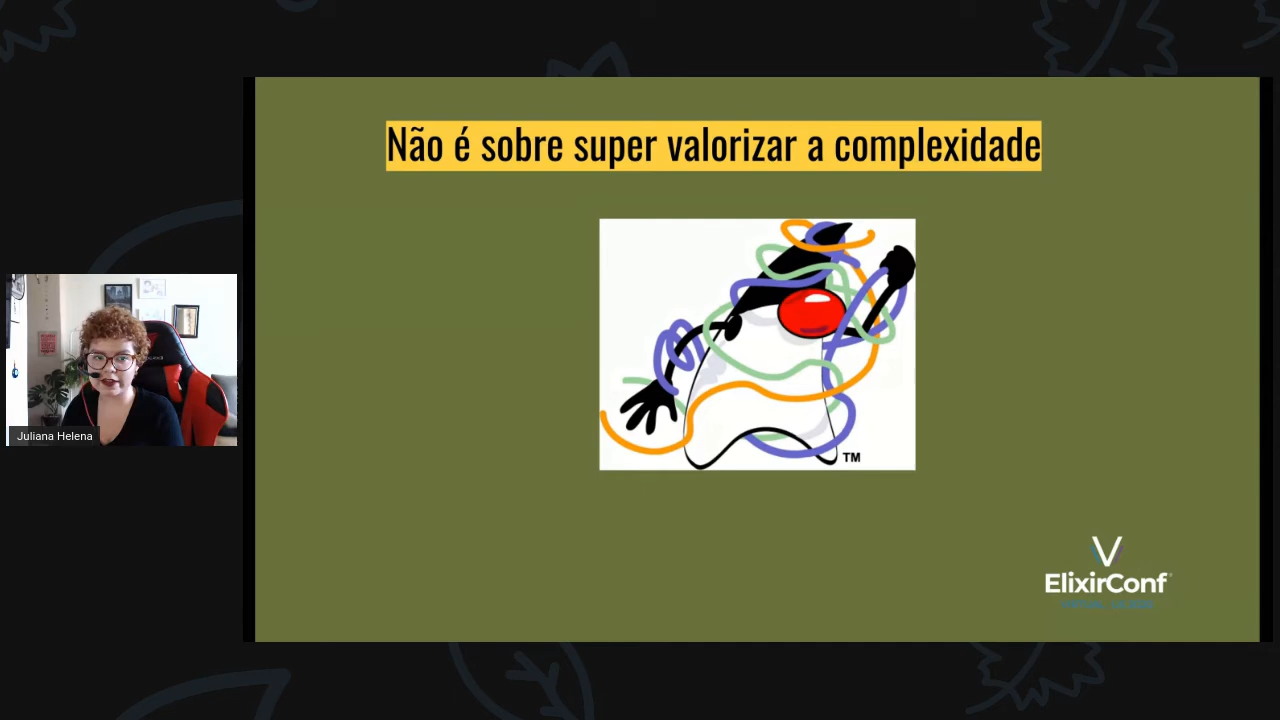 Não é sobre super valorizar a complexidade
TM
Juliana Helena
V
ElixirConf